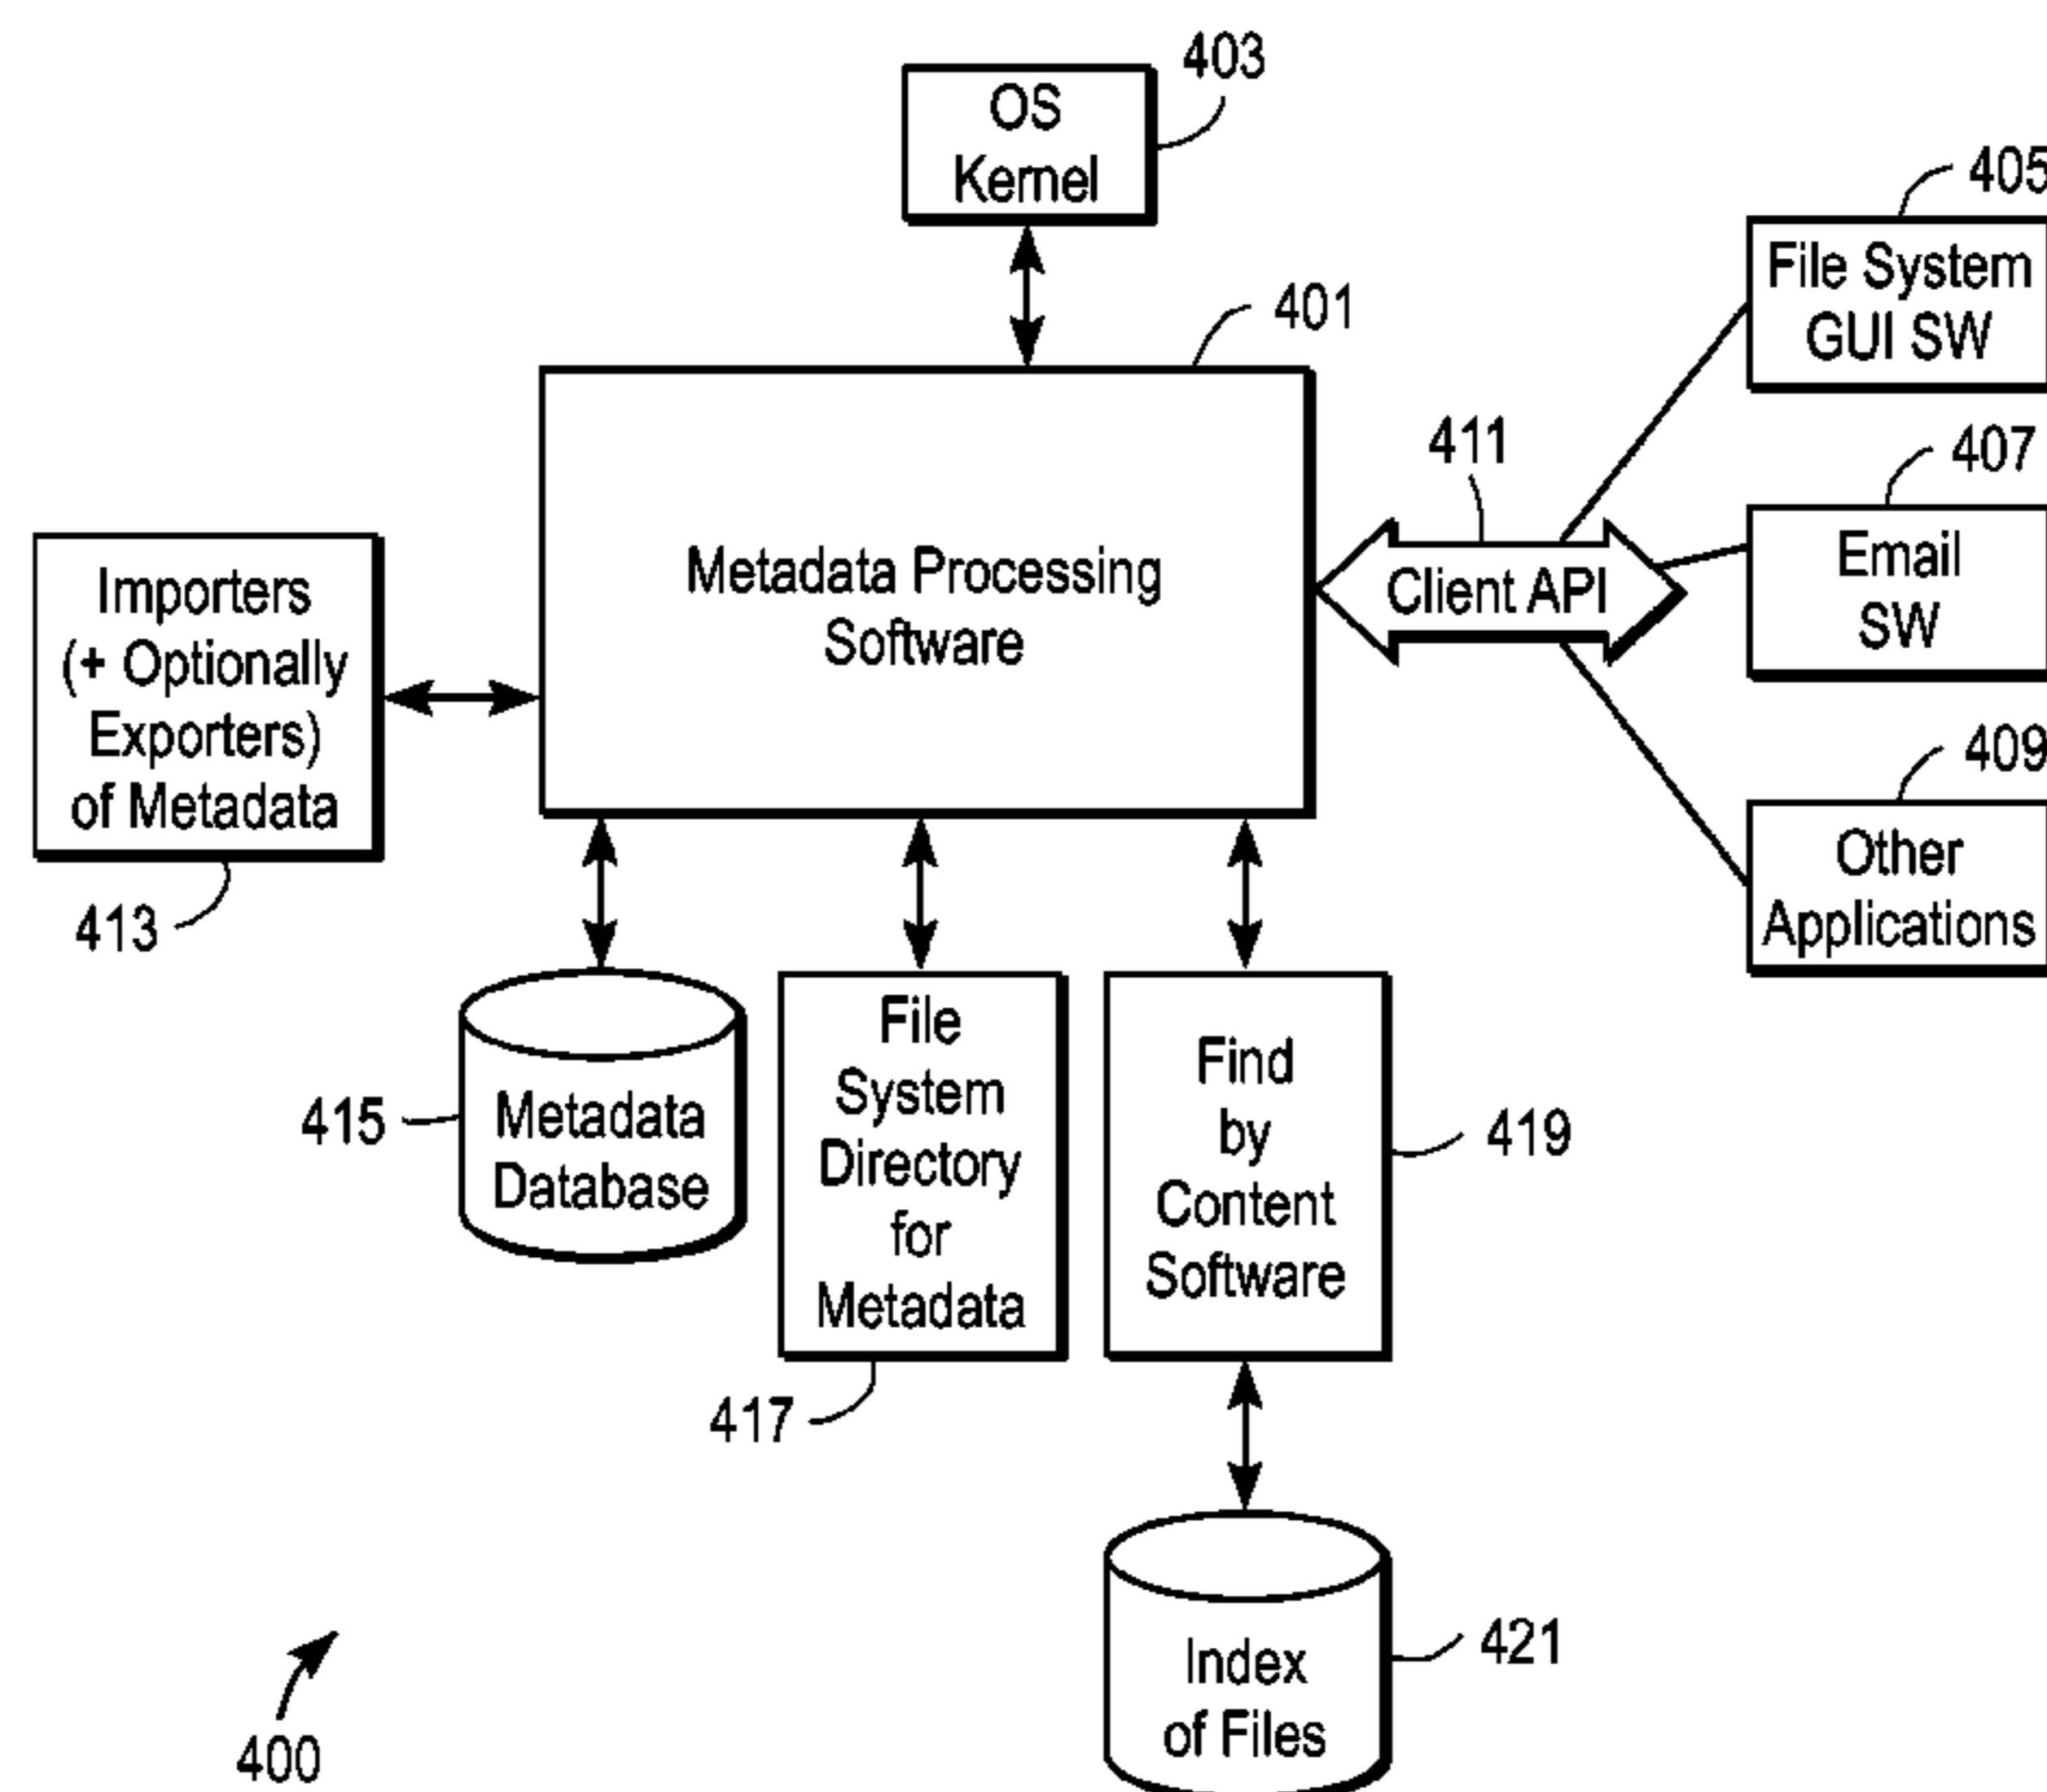 403
OS
Kernel
405
File System
GUI SW
401
411
407
Email
SW
Client API
Metadata Processing
Software
Importers
(+ Optionally
Exporters)
of Metadata
413
409
Other
Applications
415
Metadata
Database
File
System
Directory
for
Metadata
417
Find
by
Content
Software
419
421
Index
of Files
400